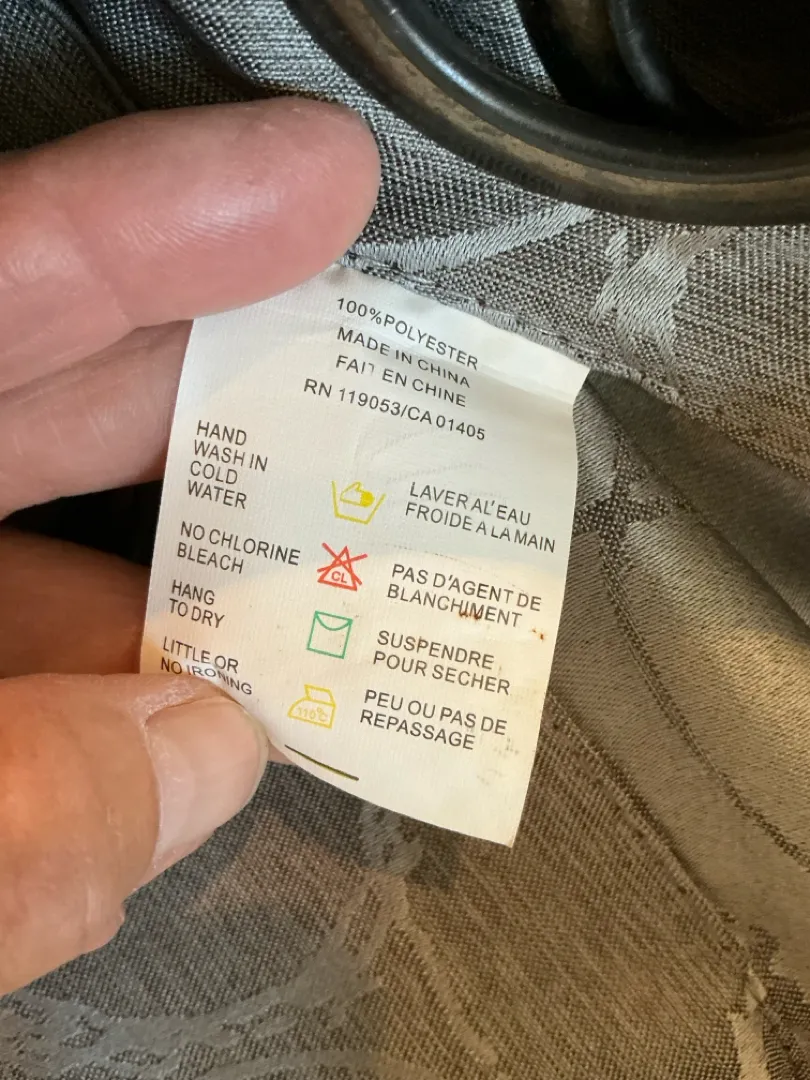 100%POLYESTER
MADE IN CHINA
FAIT EN CHINE
RN 119053/CA 01405
HAND
WASH IN
COLD
WATER
LAVER A L'EAU
FROIDE A LA MAIN
NO CHLORINE
BLEACH
CL
PAS D'AGENT DE
BLANCHIMENT
HANG
TO DRY
SUSPENDRE
POUR SECHER
LITTLE OR
NO IRONING
110°C
PEU OU PAS DE
REPASSAGE